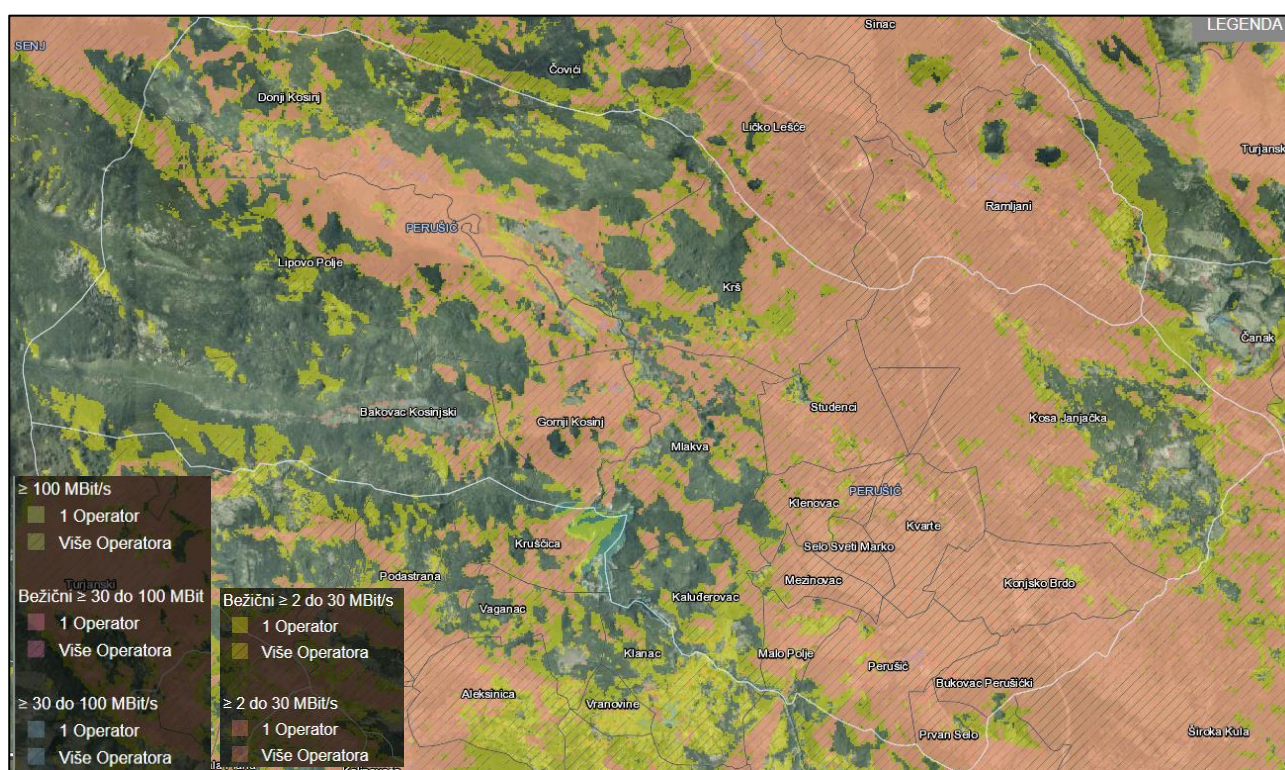 LEGENDA
Sinac
SENJ
Čovići
Donji Kosinj
Ličko Lešće
Turjansk
Ramljani
PERUŠIĆ
Lipovo Polje
Krš
Čanak
Bakovac Kosinjski
Gornji Kosinj
Studenci
Kosa Janjačka
Mlakva
PERUŠIĆ
Klenovac
Kvarte
Kruščica
Selo Sveti Marko
Podastrana
Mezinovac
Konjsko Brdo
Kaluđerovac
Vaganac
Klanac
Malo Polje
Perušić
Bukovac Perušićki
Aleksinica
Vranovine
Prvan Selo
Široka Kula
≥ 100 MBit/s
1 Operator
Više Operatora
Turjanski
Bežični ≥ 30 do 100 MBit
1 Operator
Više Operatora
≥ 30 do 100 MBit/s
1 Operator
Više Operatora
Bežični ≥ 2 do 30 MBit/s
1 Operator
Više Operatora
≥ 2 do 30 MBit/s
1 Operator
Više Operatora